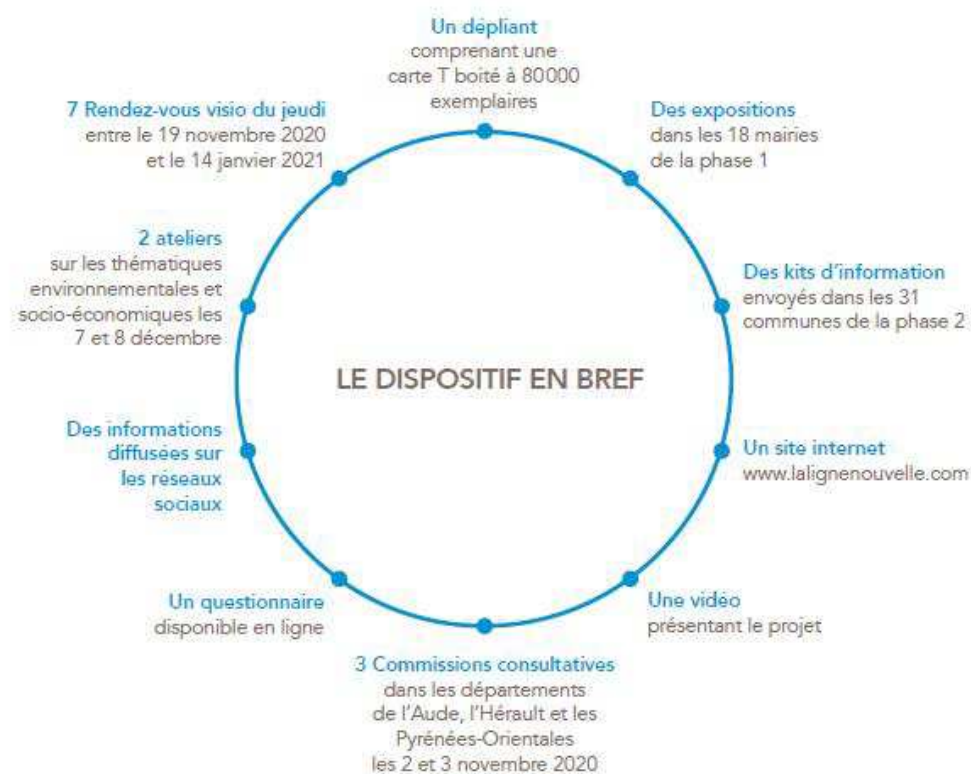 Un dépliant
comprenant une
carte T boité à 80 000
exemplaires
Des expositions
dans les 18 mairies
de la phase 1
Des kits d'information
envoyés dans les 31
communes de la phase 2
Un site internet
www.lalignenouvelle.com
Une vidéo
présentant le projet
3 Commissions consultatives
dans les départements
de l'Aude, l'Hérault et les
Pyrénées-Orientales
les 2 et 3 novembre 2020
Un questionnaire
disponible en ligne
Des informations
diffusées sur
les réseaux
sociaux
2 ateliers
sur les thématiques
environnementales et
socio-économiques les
7 et 8 décembre
7 Rendez-vous visio du jeudi
entre le 19 novembre 2020
et le 14 janvier 2021
LE DISPOSITIF EN BREF